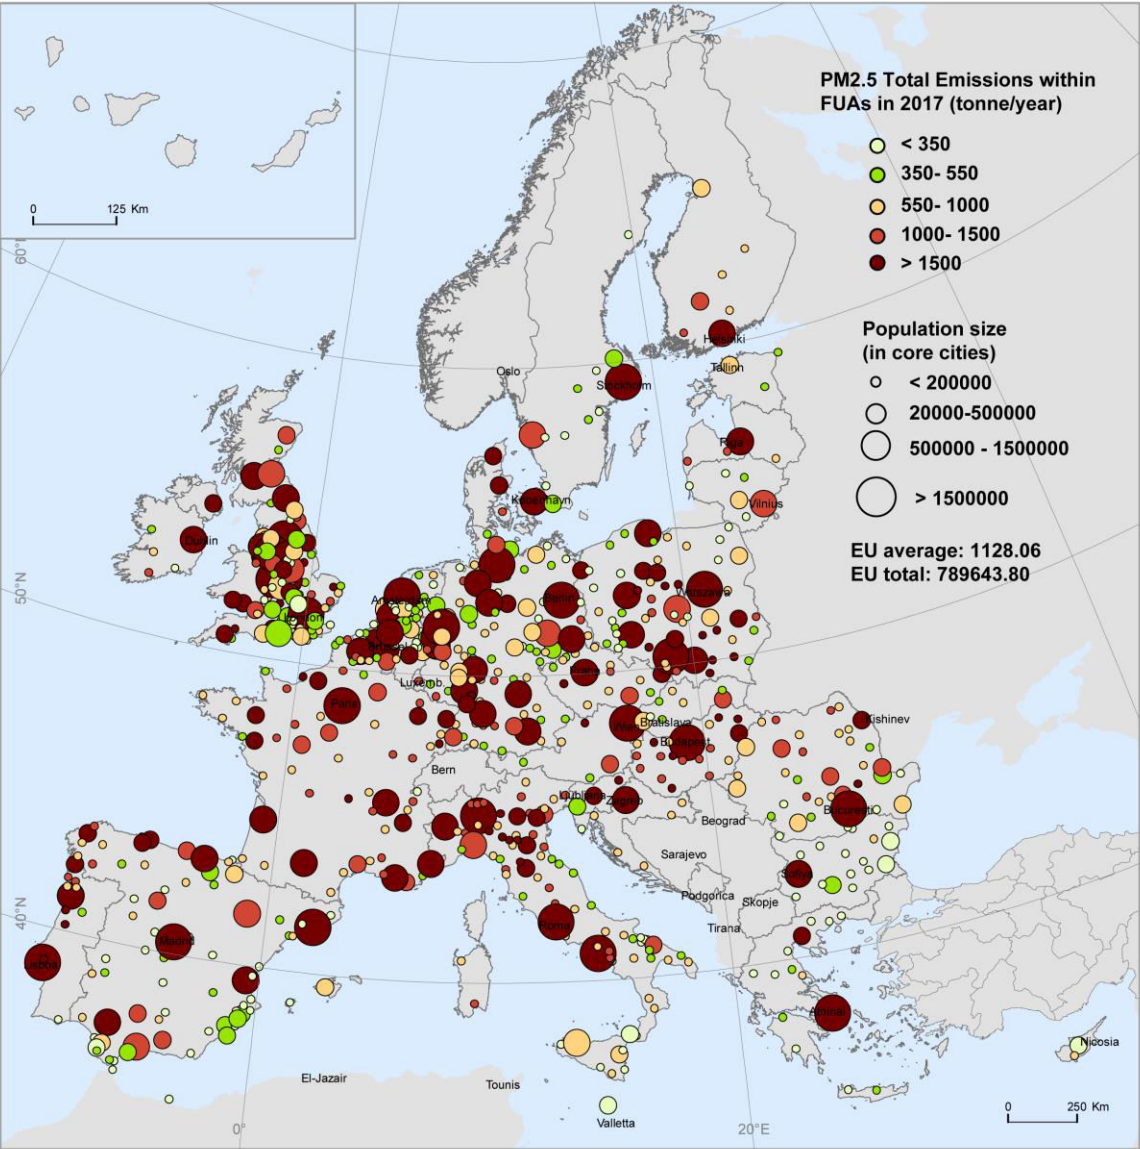 PM2.5 Total Emissions within
FUAs in 2017 (tonne/year)
< 350
350- 550
550- 1000
1000- 1500
> 1500
0 125 Km
60°
Population size
(in core cities)
< 200000
20000-500000
500000 - 1500000
> 1500000
EU average: 1128.06
EU total: 789643.80
Helsinki
Tallinn
Oslo
Stockholm
Riga
København
Vilnius
Dublin
50°N
Amsterdam
Berlin
Warszawa
London
Bruxelles
Luxemb.
Praha
Paris
Kishinev
Wien
Bratislava
Budapest
Bern
Ljubljana
Zagreb
Beograd
Bucuresti
Sarajevo
Sofiya
Podgorica
Skopje
40°N
Tirana
Roma
Madrid
Lisboa
Athinai
Nicosia
El-Jazair
Tounis
Valletta
0 250 Km
0°
20°E